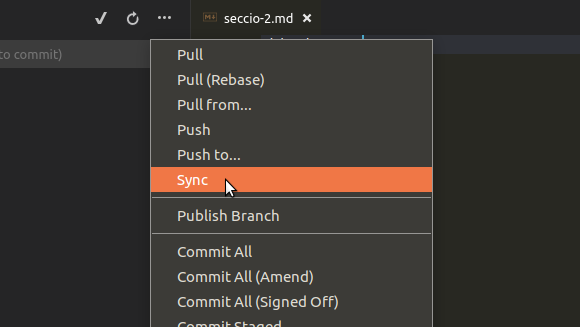 seccio-2.md
to commit)
Pull
Pull (Rebase)
Pull from...
Push
Push to...
Sync
Publish Branch
Commit All
Commit All (Amend)
Commit All (Signed Off)
Commit Staged